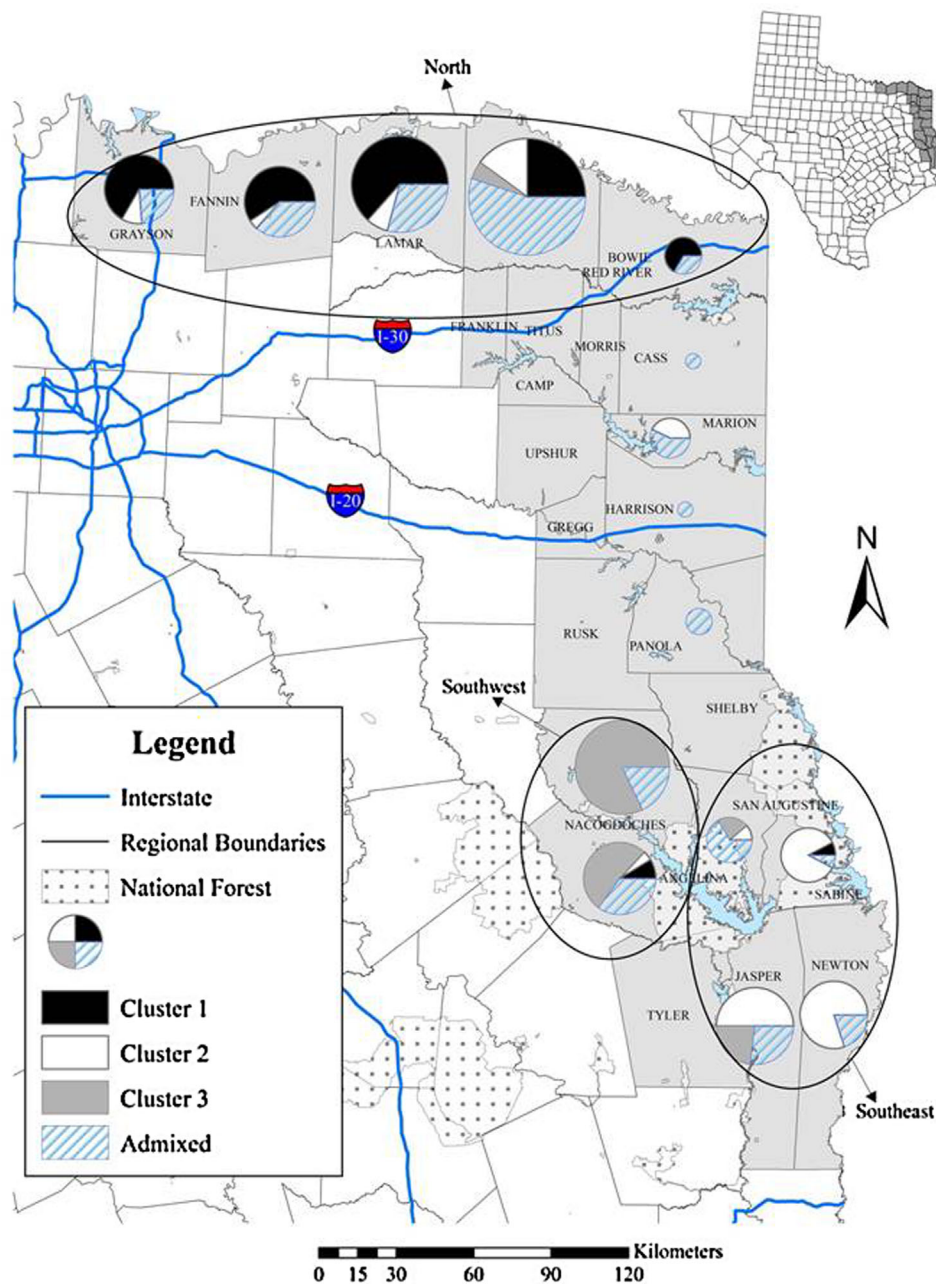 North
FANNIN
GRAYSON
LAMAR
BOWIE
RED RIVER
I-30
FRANKLIN
TITUS
MORRIS
CASS
CAMP
MARION
UPSHUR
I-20
HARRISON
GREGG
N
RUSK
PANOLA
Southwest
SHELBY
Legend
Interstate
SAN AUGUSTINE
NACOGDOCHES
Regional Boundaries
ANGELINA
National Forest
SABINE
NEWTON
JASPER
TYLER
Cluster 1
Cluster 2
Cluster 3
Southeast
Admixed
Kilometers
0 15 30 60 90 120